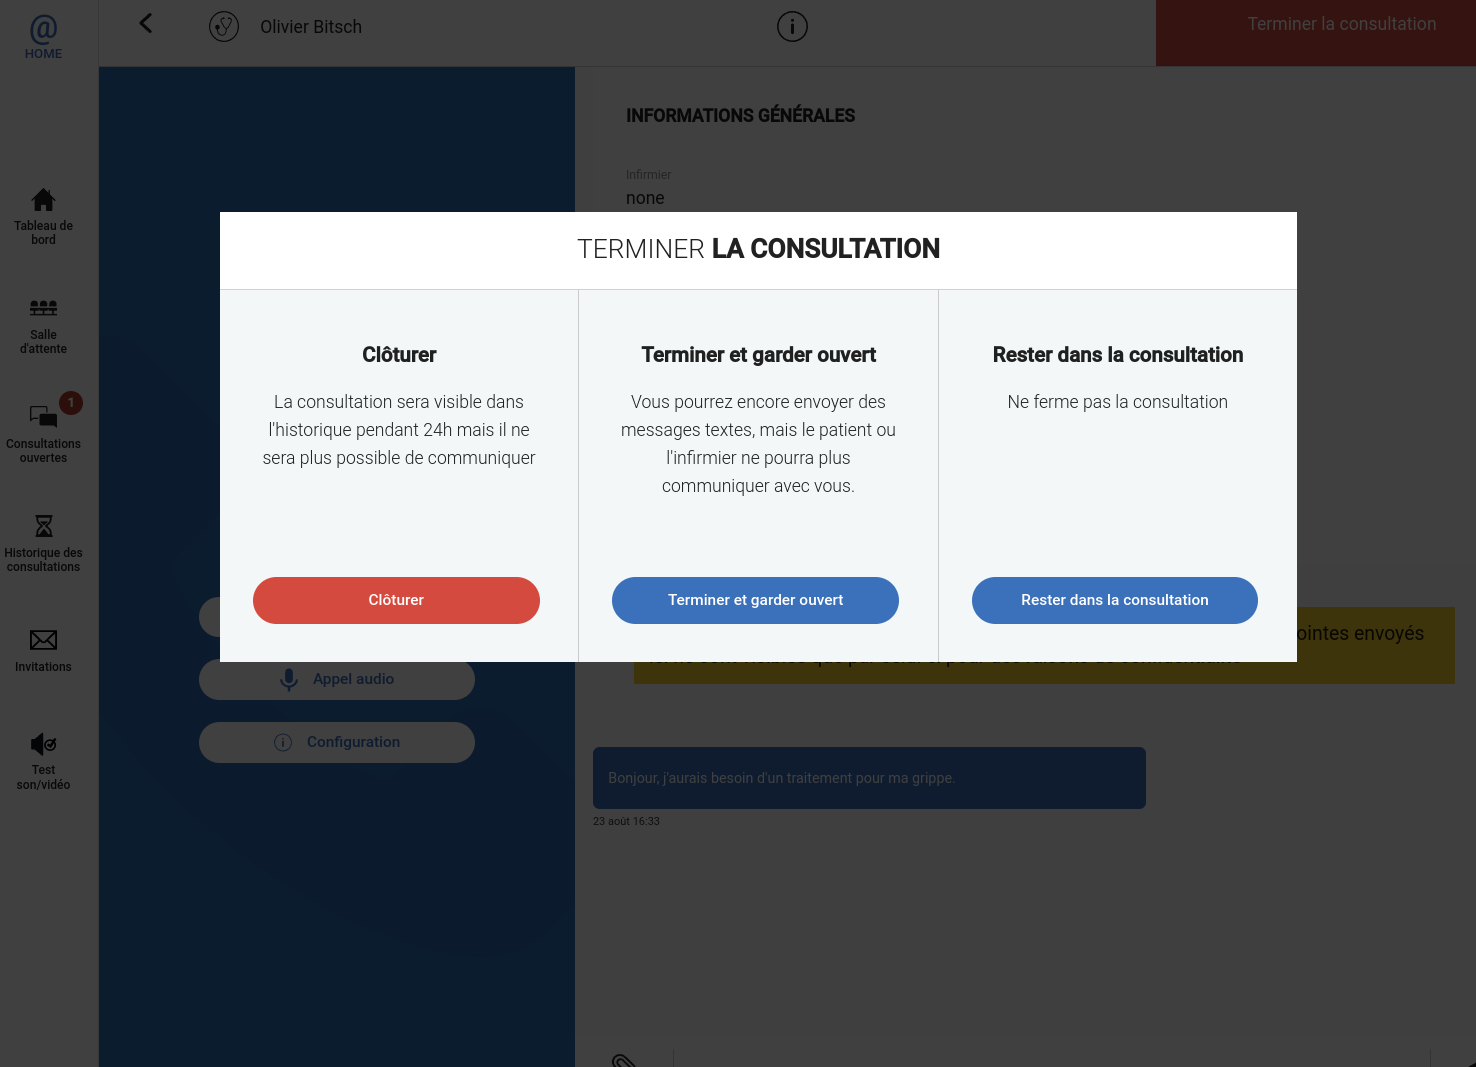 @
HOME
Olivier Bitsch
Terminer la consultation
Tableau de
bord
Salle
d'attente
1
Consultations
ouvertes
Historique des
consultations
Invitations
Test
son/vidéo
INFORMATIONS GÉNÉRALES
Infirmier
none
TERMINER LA CONSULTATION
Clôturer
La consultation sera visible dans
l'historique pendant 24h mais il ne
sera plus possible de communiquer
Clôturer
Terminer et garder ouvert
Vous pourrez encore envoyer des
messages textes, mais le patient ou
l'infirmier ne pourra plus
communiquer avec vous.
Terminer et garder ouvert
Rester dans la consultation
Ne ferme pas la consultation
Rester dans la consultation
ointes envoyés
Appel audio
Configuration
Bonjour, j'aurais besoin d'un traitement pour ma grippe.
23 août 16:33